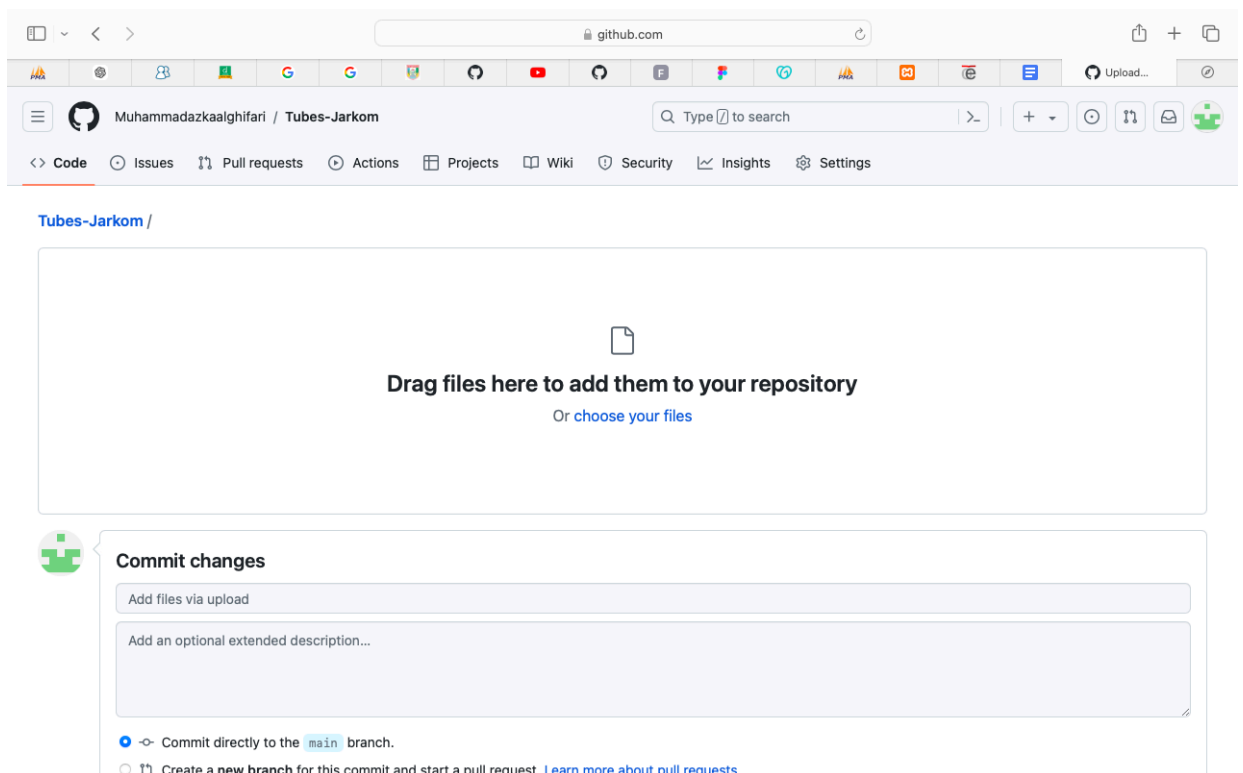 github.com
PMA G G F PMA e Upload...
Muhammadazkaalghifari / Tubes-Jarkom Type / to search
Code Issues Pull requests Actions Projects Wiki Security Insights Settings
Tubes-Jarkom /
Drag files here to add them to your repository
Or choose your files
Commit changes
Add files via upload
Add an optional extended description...
Commit directly to the main branch.
Create a new branch for this commit and start a pull request. Learn more about pull requests.